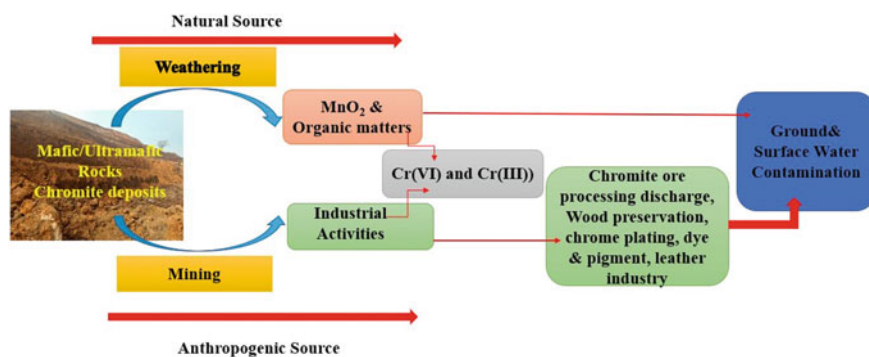 Natural Source
Weathering
Mafic/Ultramafic
Rocks
Chromite deposits
MnO₂ &
Organic matters
Cr(VI) and Cr(III))
Industrial
Activities
Mining
Anthropogenic Source
Chromite ore
processing discharge,
Wood preservation,
chrome plating, dye
& pigment, leather
industry
Ground&
Surface Water
Contamination